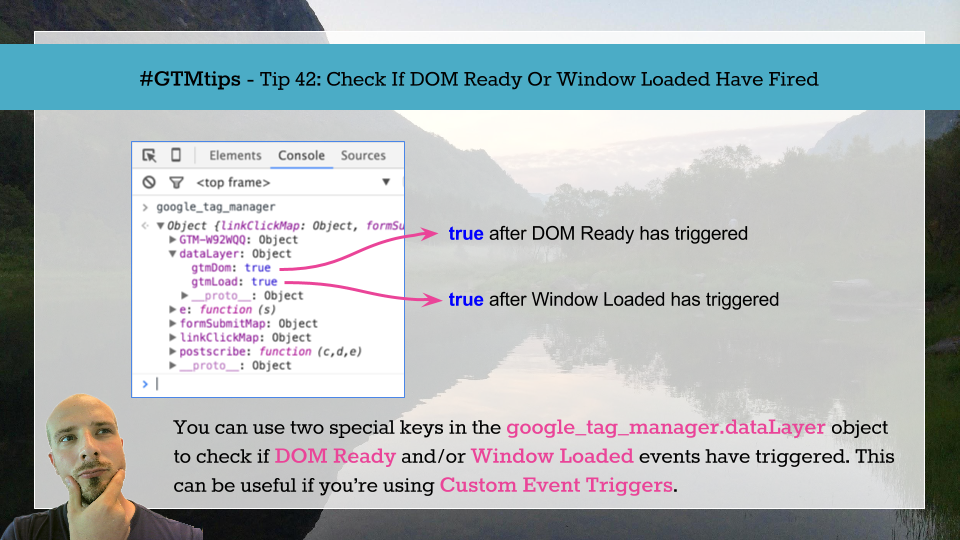 #GTMtips - Tip 42: Check If DOM Ready Or Window Loaded Have Fired
Elements Console Sources
<top frame> ▼
> google_tag_manager
▼Object {linkClickMap: Object, formSu
▶GTM-W92WQQ: Object
▼dataLayer: Object
gtmDom: true
gtmLoad: true
▶__proto__: Object
▶e: function (s)
▶formSubmitMap: Object
▶linkClickMap: Object
▶postscribe: function (c,d,e)
▶__proto__: Object
>
true after DOM Ready has triggered
true after Window Loaded has triggered
You can use two special keys in the google_tag_manager.dataLayer object
to check if DOM Ready and/or Window Loaded events have triggered. This
can be useful if you're using Custom Event Triggers.